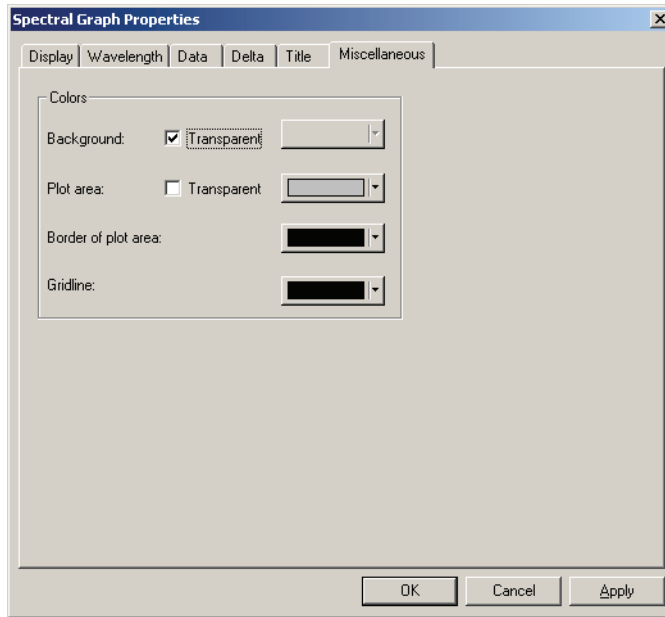 Spectral Graph Properties
Display Wavelength Data Delta Title Miscellaneous
Colors
Background: Transparent
Plot area: Transparent
Border of plot area:
Gridline:
OK Cancel Apply